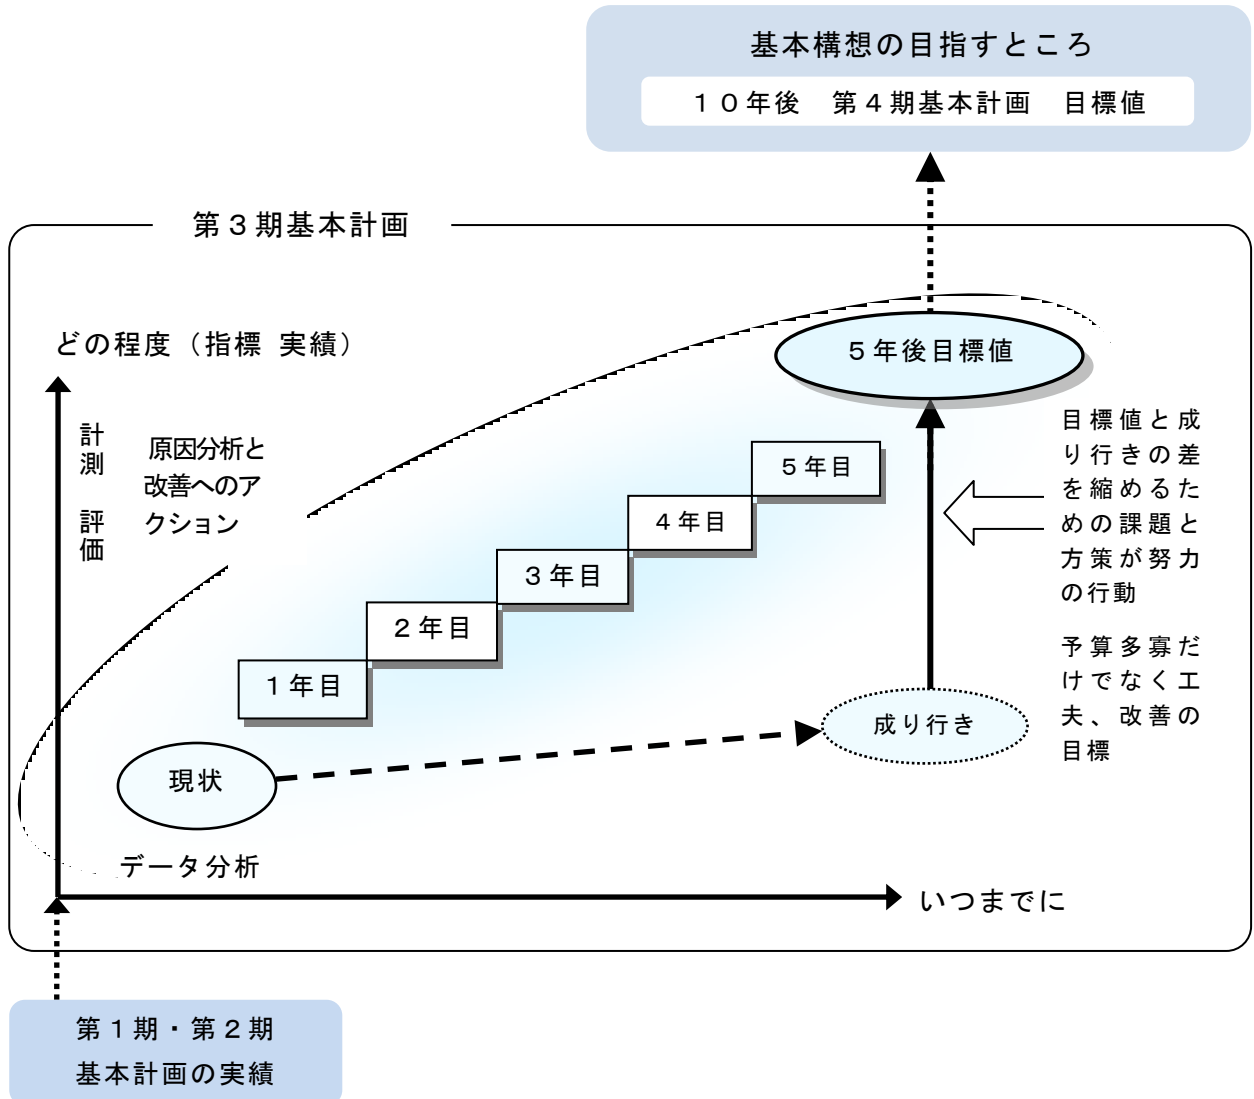 基本構想の目指すところ
１０年後　第４期基本計画　目標値
第３期基本計画
どの程度（指標 実績）
計測　評価
原因分析と
改善へのア
クション
５年後目標値
目標値と成
り行きの差
を縮めるた
めの課題と
方策が努力
の行動
予算多寡だ
けでなく工
夫、改善の
目標
５年目
４年目
３年目
２年目
１年目
成り行き
現状
データ分析
いつまでに
第１期・第２期
基本計画の実績